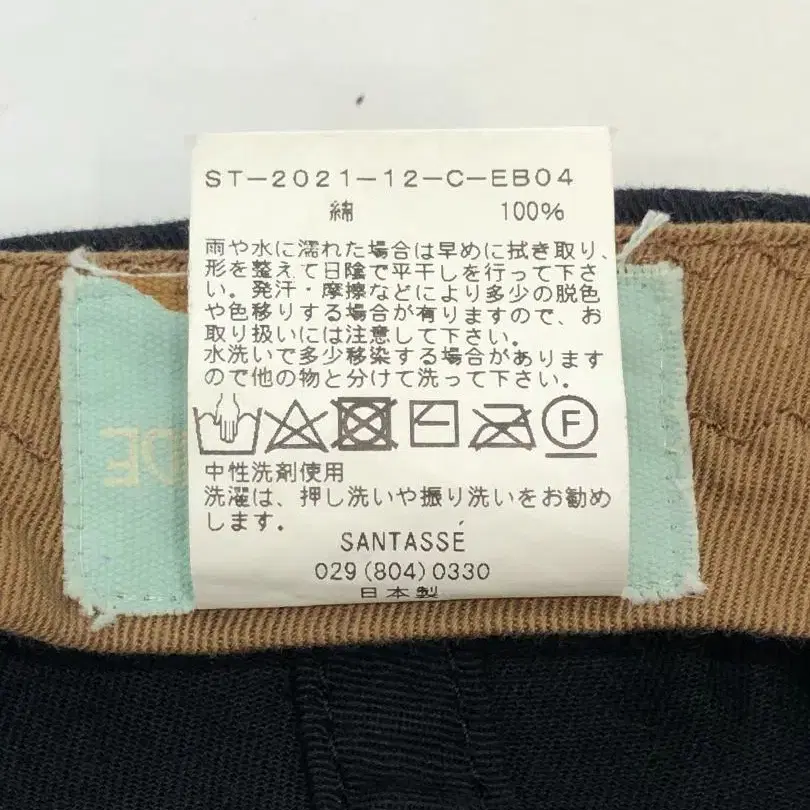 ST-2021-12-C-EB04
綿 100%
雨や水に濡れた場合は早めに拭き取り、
形を整えて日陰で平干しを行って下さ
い。発汗・摩擦などにより多少の脱色
や色移りする場合が有りますので、お
取り扱いには注意して下さい。
水洗いで多少移染する場合があります
ので他の物と分けて洗って下さい。
F
中性洗剤使用
洗濯は、押し洗いや振り洗いをお勧め
します。
SANTASSE
029(804)0330
日本製
DE